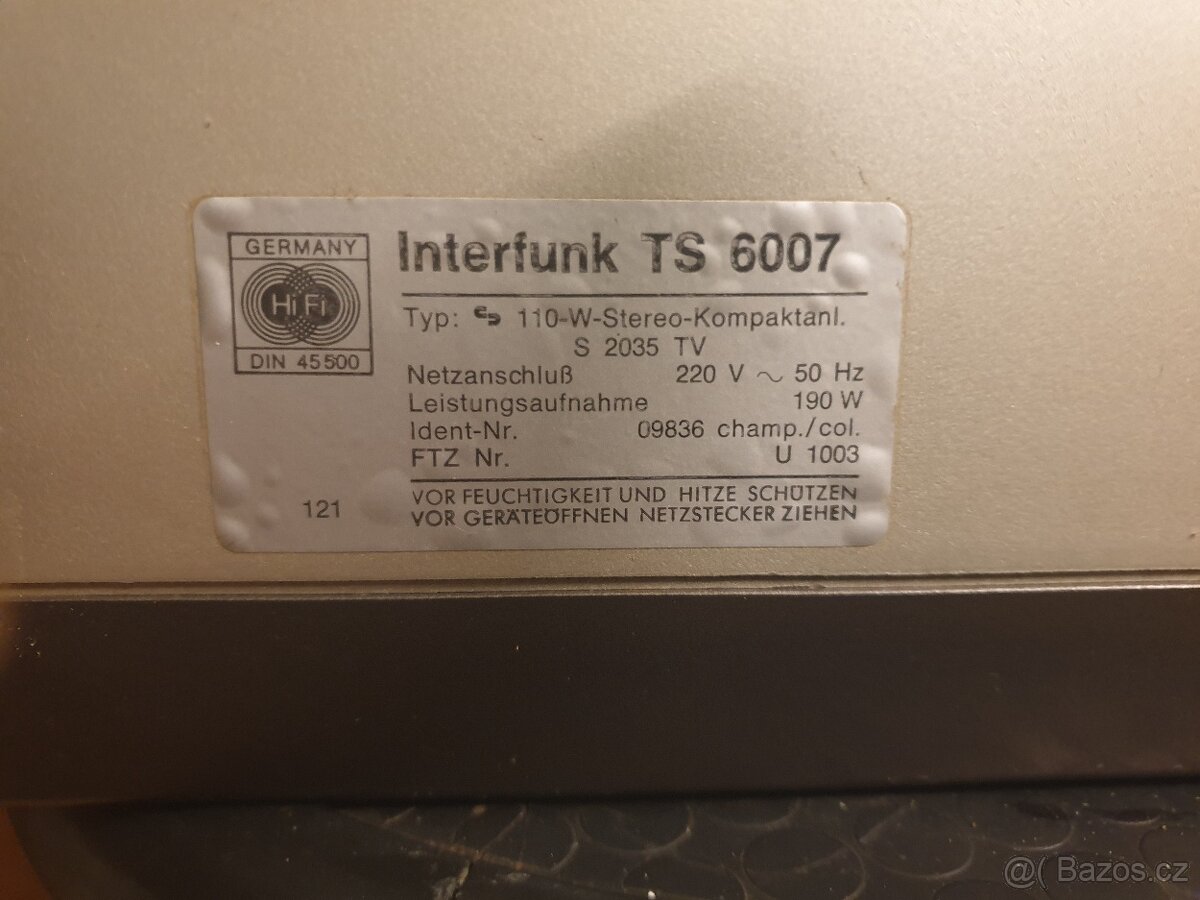 GERMANY
HiFi
DIN 45500
Interfunk TS 6007
Typ: 110-W-Stereo-Kompaktanl.
S 2035 TV
Netzanschluß 220 V ~ 50 Hz
Leistungsaufnahme 190 W
Ident-Nr. 09836 champ./col.
FTZ Nr. U 1003
121
VOR FEUCHTIGKEIT UND HITZE SCHÜTZEN
VOR GERÄTEÖFFNEN NETZSTECKER ZIEHEN
@( Bazos.cz